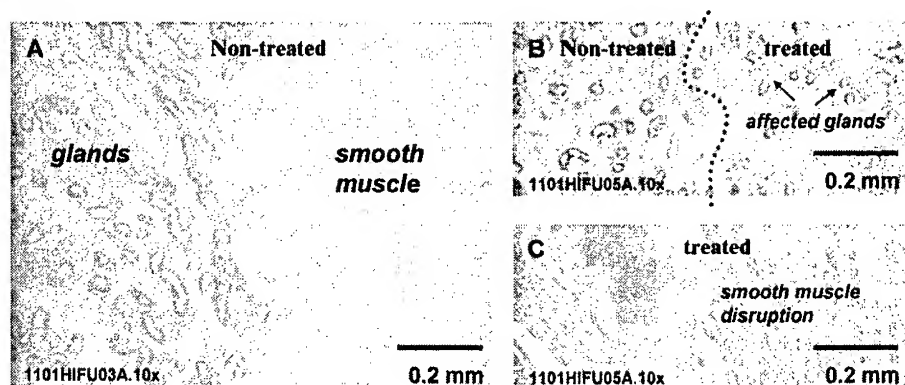 A
Non-treated
glands
smooth
muscle
1101HIFU03A.10x
0.2 mm
B
Non-treated
treated
affected glands
1101HIFU05A.10x
0.2 mm
C
treated
smooth muscle
disruption
1101HIFU05A.10x
0.2 mm